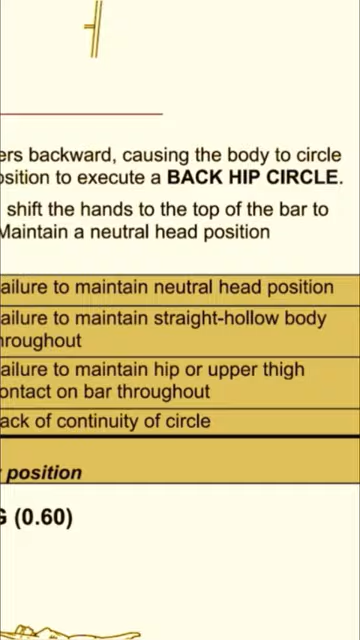 ers backward, causing the body to circle
osition to execute a BACK HIP CIRCLE.
shift the hands to the top of the bar to
Maintain a neutral head position
ailure to maintain neutral head position
ailure to maintain straight-hollow body
hroughout
ailure to maintain hip or upper thigh
ontact on bar throughout
ack of continuity of circle
position
G (0.60)